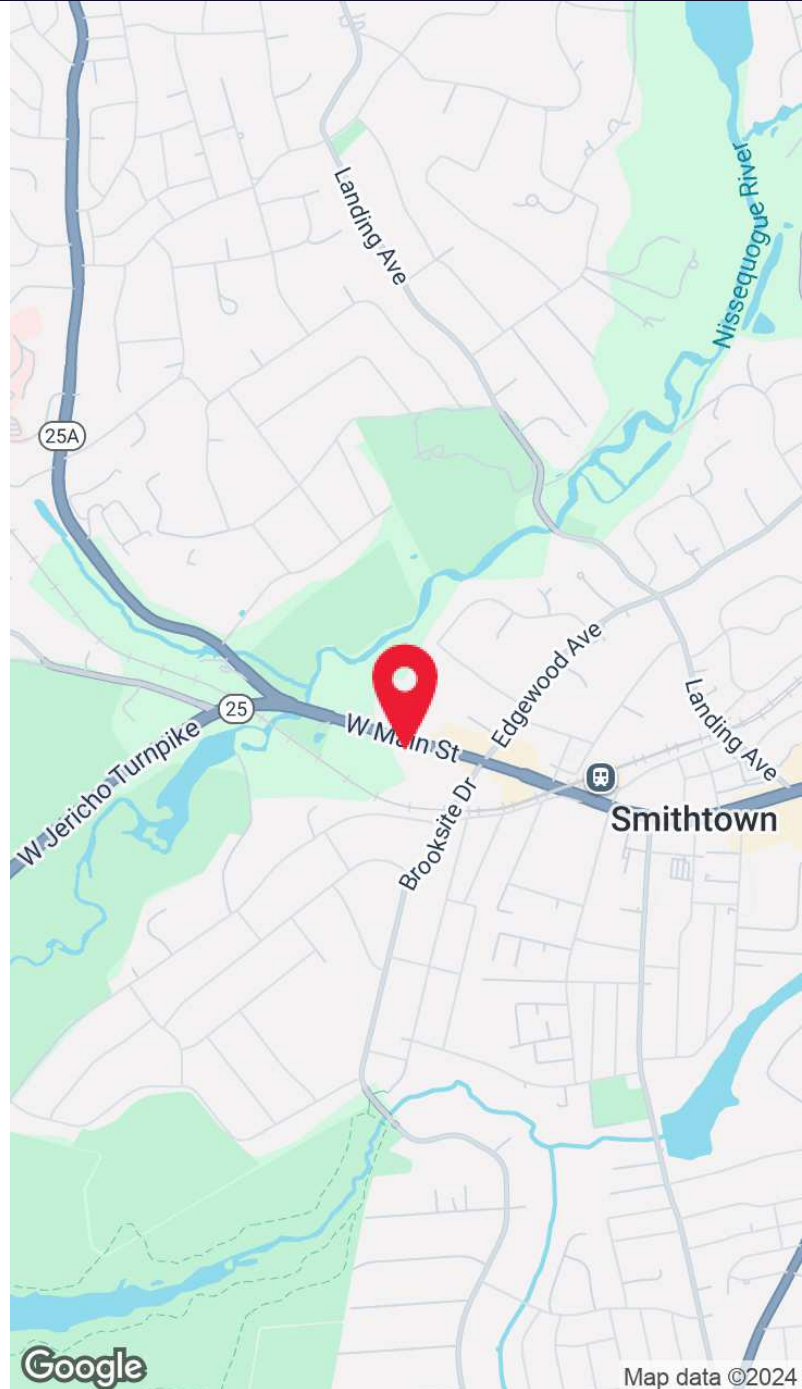 Landing Ave
Nissequogue River
25A
Edgewood Ave
25
W Main St
Landing Ave
W Jericho Turnpike
Smithtown
Brooksite Dr
Google
Map data ©2024